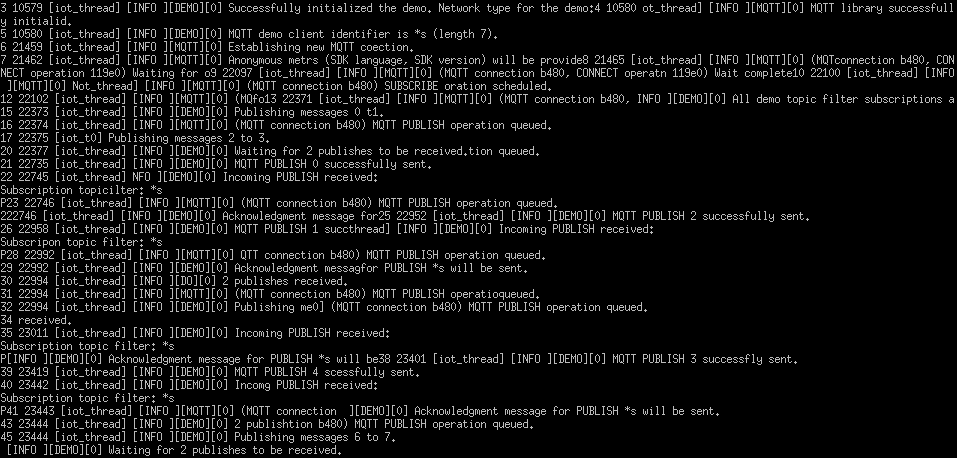 3 10579 [iot_thread] [INFO ][DEMO][0] Successfully initialized the demo. Network type for the demo:4 10580 ot_thread] [INFO ][MQTT][0] MQTT library successfull
y initialid.
5 10580 [iot_thread] [INFO ][DEMO][0] MQTT demo client identifier is *s (length 7).
6 21459 [iot_thread] [INFO ][MQTT][0] Establishing new MQTT coection.
7 21462 [iot_thread] [INFO ][MQTT][0] Anonymous metrs (SDK language, SDK version) will be provide8 21465 [iot_thread] [INFO ][MQTT][0] (MQTconnection b480, CON
NECT operation 119e0) Waiting for o9 22097 [iot_thread] [INFO ][MQTT][0] (MQTT connection b480, CONNECT operatn 119e0) Wait complete10 22100 [iot_thread] [INFO
 ][MQTT][0] Not_thread] [INFO ][MQTT][0] (MQTT connection b480) SUBSCRIBE oration scheduled.
12 22102 [iot_thread] [INFO ][MQTT][0] (MQfo13 22371 [iot_thread] [INFO ][MQTT][0] (MQTT connection b480, INFO ][DEMO][0] All demo topic filter subscriptions a
15 22373 [iot_thread] [INFO ][DEMO][0] Publishing messages 0 t1.
16 22374 [iot_thread] [INFO ][MQTT][0] (MQTT connection b480) MQTT PUBLISH operation queued.
17 22375 [iot_t0] Publishing messages 2 to 3.
20 22377 [iot_thread] [INFO ][DEMO][0] Waiting for 2 publishes to be received.tion queued.
21 22735 [iot_thread] [INFO ][DEMO][0] MQTT PUBLISH 0 successfully sent.
22 22745 [iot_thread] NFO ][DEMO][0] Incoming PUBLISH received:
Subscription topicilter: *s
P23 22746 [iot_thread] [INFO ][MQTT][0] (MQTT connection b480) MQTT PUBLISH operation queued.
222746 [iot_thread] [INFO ][DEMO][0] Acknowledgment message for25 22952 [iot_thread] [INFO ][DEMO][0] MQTT PUBLISH 2 successfully sent.
26 22958 [iot_thread] [INFO ][DEMO][0] MQTT PUBLISH 1 succthread] [INFO ][DEMO][0] Incoming PUBLISH received:
Subscripon topic filter: *s
P28 22992 [iot_thread] [INFO ][MQTT][0] QTT connection b480) MQTT PUBLISH operation queued.
29 22992 [iot_thread] [INFO ][DEMO][0] Acknowledgment messagfor PUBLISH *s will be sent.
30 22994 [iot_thread] [INFO ][DO][0] 2 publishes received.
31 22994 [iot_thread] [INFO ][MQTT][0] (MQTT connection b480) MQTT PUBLISH operatioqueued.
32 22994 [iot_thread] [INFO ][DEMO][0] Publishing me0] (MQTT connection b480) MQTT PUBLISH operation queued.
34 received.
35 23011 [iot_thread] [INFO ][DEMO][0] Incoming PUBLISH received:
Subscription topic filter: *s
P[INFO ][DEMO][0] Acknowledgment message for PUBLISH *s will be38 23401 [iot_thread] [INFO ][DEMO][0] MQTT PUBLISH 3 successfly sent.
39 23419 [iot_thread] [INFO ][DEMO][0] MQTT PUBLISH 4 scessfully sent.
40 23442 [iot_thread] [INFO ][DEMO][0] Incomg PUBLISH received:
Subscription topic filter: *s
P41 23443 [iot_thread] [INFO ][MQTT][0] (MQTT connection  ][DEMO][0] Acknowledgment message for PUBLISH *s will be sent.
43 23444 [iot_thread] [INFO ][DEMO][0] 2 publishtion b480) MQTT PUBLISH operation queued.
45 23444 [iot_thread] [INFO ][DEMO][0] Publishing messages 6 to 7.
 [INFO ][DEMO][0] Waiting for 2 publishes to be received.